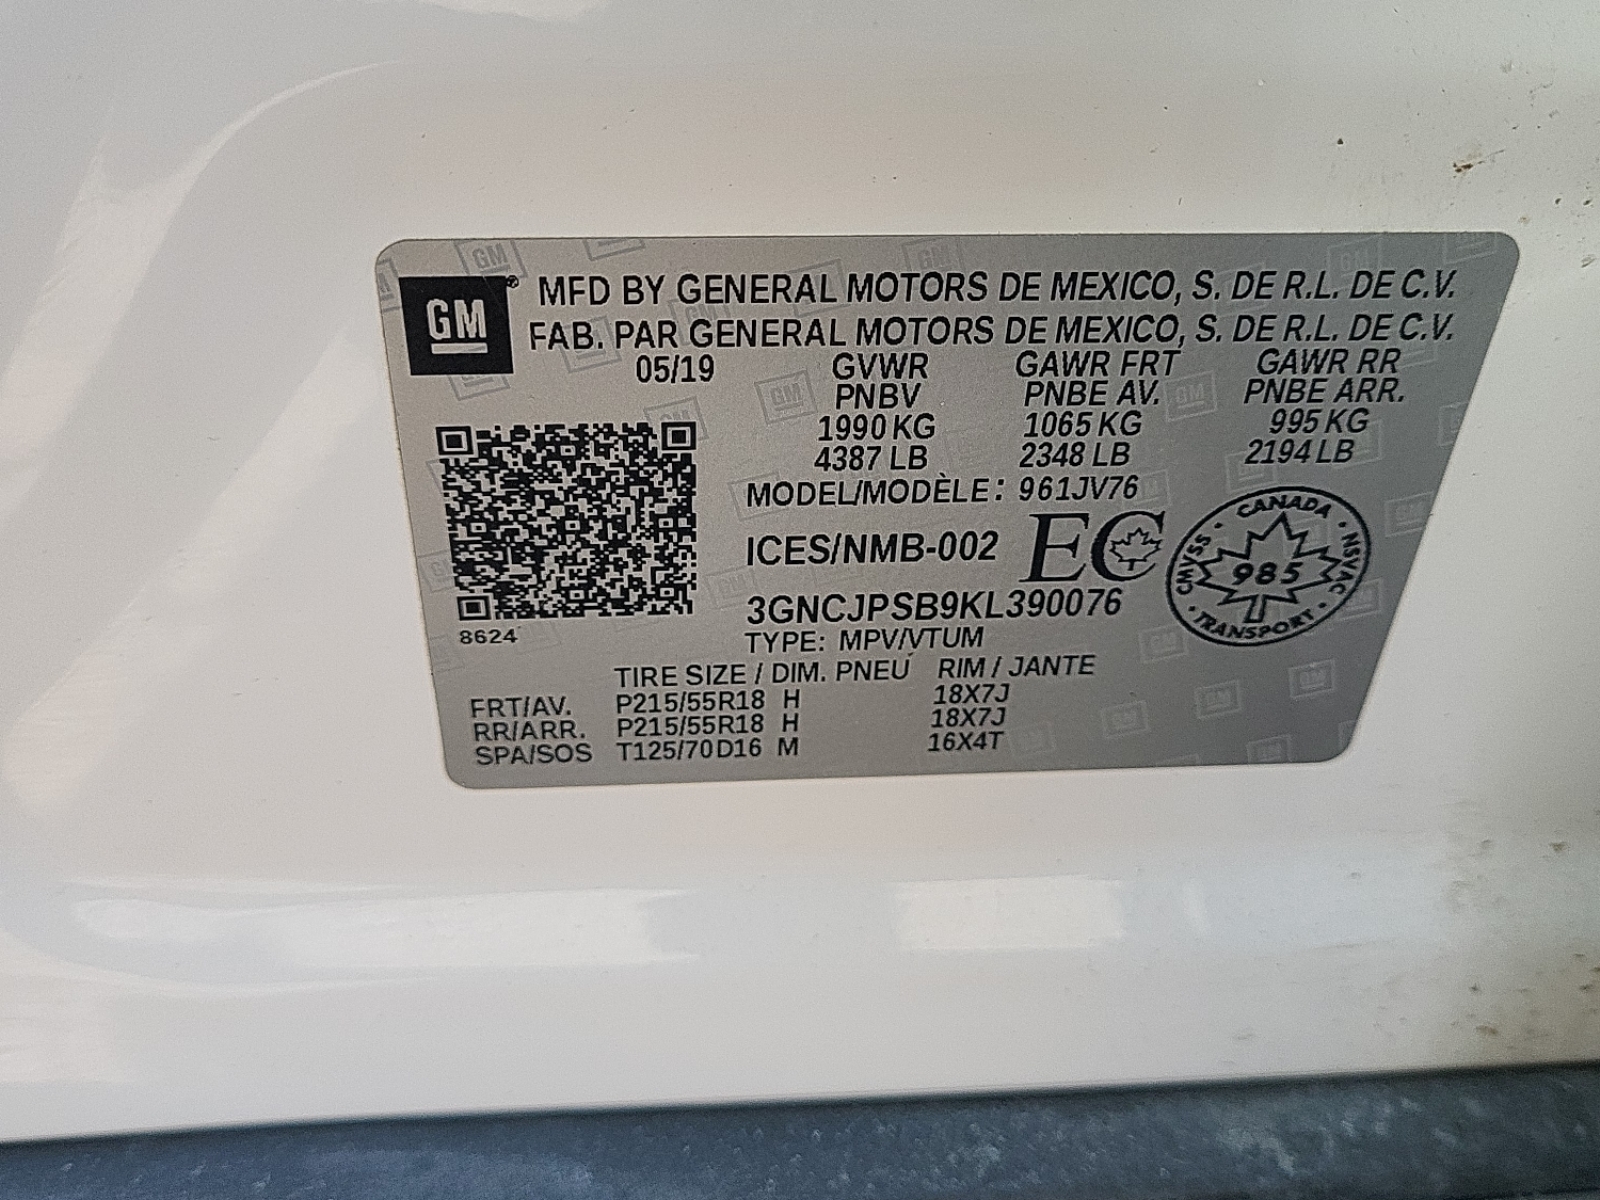 GM
MFD BY GENERAL MOTORS DE MEXICO, S. DE R.L. DE C.V.
FAB. PAR GENERAL MOTORS DE MEXICO, S. DE R.L. DE C.V.
05/19 GVWR GAWR FRT GAWR RR
PNBV PNBE AV. PNBE ARR.
1990 KG 1065 KG 995 KG
4387 LB 2348 LB 2194 LB
MODEL/MODÈLE: 961JV76
ICES/NMB-002 EC
CANADA
CMVSS 985 NSVAC
TRANSPORT
3GNCJPSB9KL390076
8624
TYPE: MPV/VTUM
TIRE SIZE / DIM. PNEU RIM / JANTE
FRT/AV. P215/55R18 H 18X7J
RR/ARR. P215/55R18 H 18X7J
SPA/SOS T125/70D16 M 16X4T